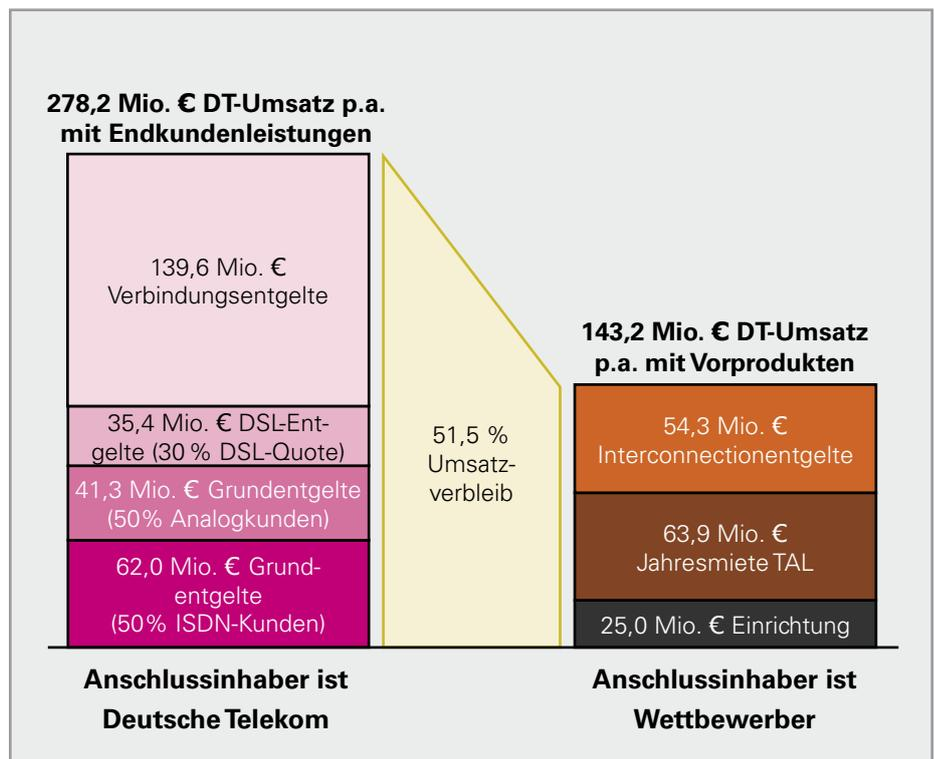 278,2 Mio. € DT-Umsatz p.a.
mit Endkundenleistungen
139,6 Mio. €
Verbindungsentgelte
35,4 Mio. € DSL-Ent-
gelte (30 % DSL-Quote)
41,3 Mio. € Grundentgelte
(50% Analogkunden)
62,0 Mio. € Grund-
entgelte
(50% ISDN-Kunden)
51,5 %
Umsatz-
verbleib
143,2 Mio. € DT-Umsatz
p.a. mit Vorprodukten
54,3 Mio. €
Interconnectionentgelte
63,9 Mio. €
Jahresmiete TAL
25,0 Mio. € Einrichtung
Anschlussinhaber ist
Deutsche Telekom
Anschlussinhaber ist
Wettbewerber